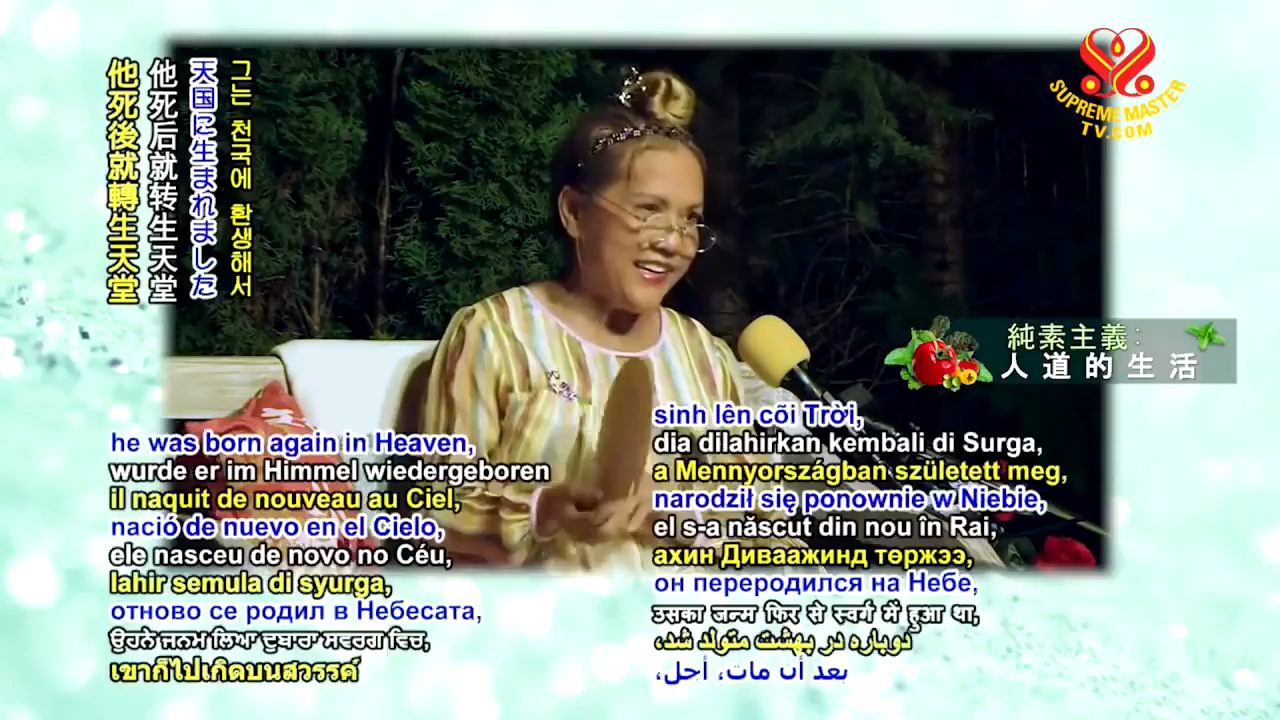 他死後就轉生天堂
他死后就转生天堂
天国に生まれました
그는 천국에 환생해서
SUPREME MASTER
TV.COM
純素主義:
人道的生活
he was born again in Heaven,
wurde er im Himmel wiedergeboren
il naquit de nouveau au Ciel,
nació de nuevo en el Cielo,
ele nasceu de novo no Céu,
lahir semula di syurga,
отново се родил в Небесата,
ਉਹਨੇ ਜਨਮ ਲਿਆ ਦੁਬਾਰਾ ਸਵਰਗ ਵਿਚ,
เขาก็ไปเกิดบนสวรรค์
sinh lên cõi Trời,
dia dilahirkan kembali di Surga,
a Mennyországban született meg,
narodził się ponownie w Niebie,
el s-a născut din nou în Rai,
ахин Диваажинд төржээ,
он переродился на Небе,
उसका जन्म फिर से स्वर्ग में हुआ था,
دوباره در بهشت متولد شد،
بعد أن مات، أجل،